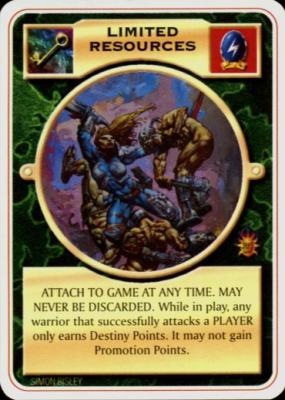 LIMITED
RESOURCES
ATTACH TO GAME AT ANY TIME. MAY
NEVER BE DISCARDED. While in play, any
warrior that successfully attacks a PLAYER
only earns Destiny Points. It may not gain
Promotion Points.
SIMON BISLEY